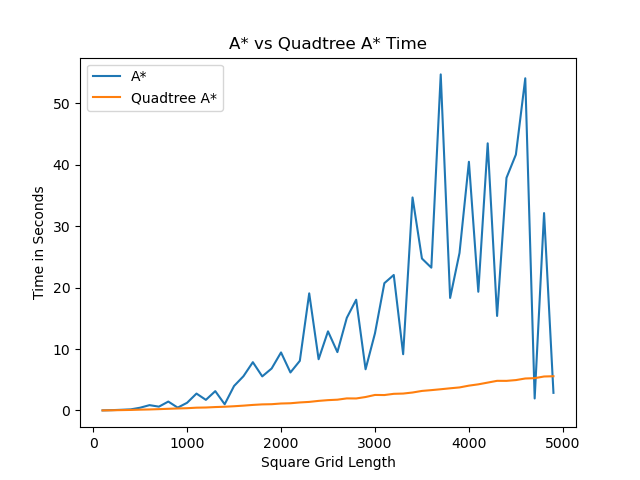 A* vs Quadtree A* Time
A*
Quadtree A*
50
40
30
20
10
0
Time in Seconds
0 1000 2000 3000 4000 5000
Square Grid Length